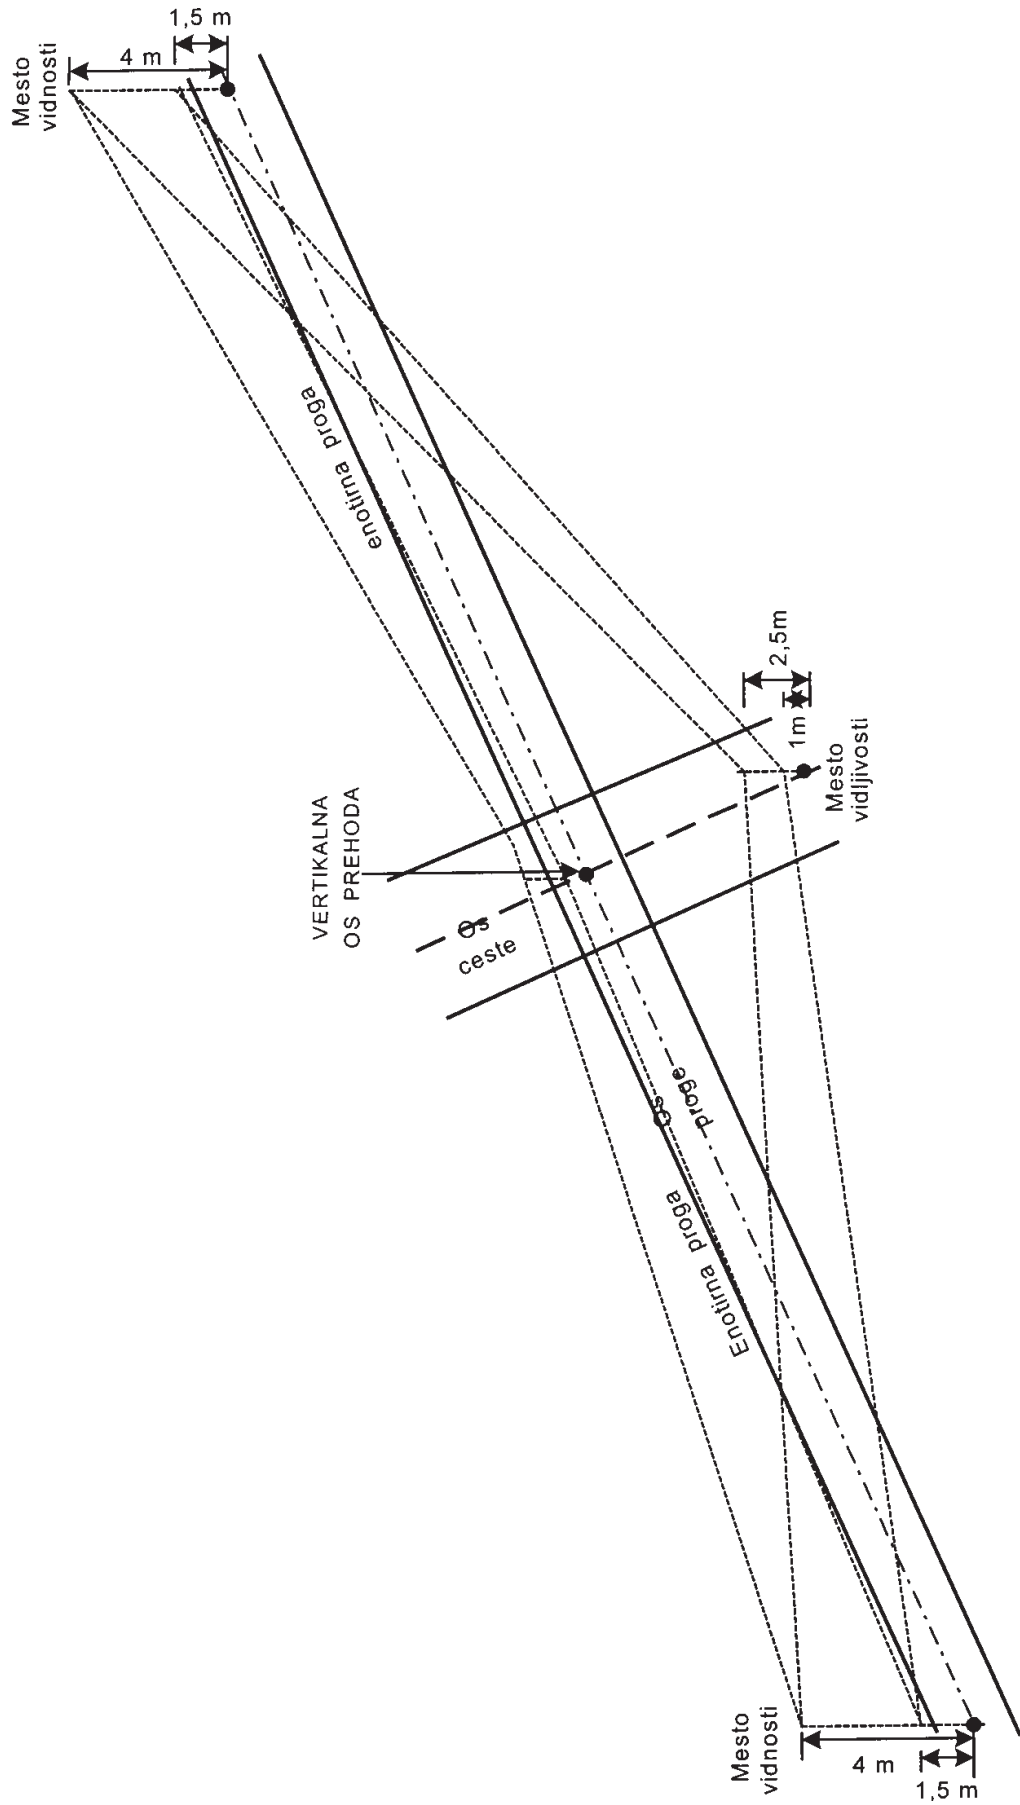 1,5 m
4 m
Mesto
vidnosti
enotirna proga
2,5m
1m
Mesto
vidljivosti
VERTIKALNA
OS PREHODA
Os
ceste
Os
proge
Enotirna proga
Mesto
vidnosti
4 m
1,5 m